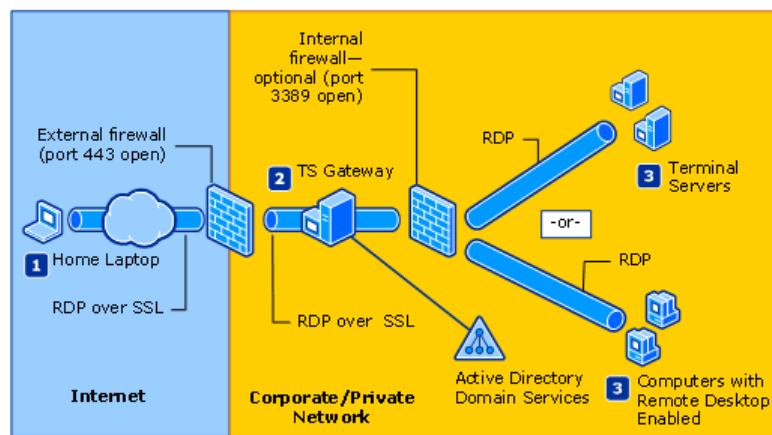 Internal
firewall—
optional (port
3389 open)
External firewall
(port 443 open)
2 TS Gateway
RDP
3 Terminal
Servers
-or-
1 Home Laptop
RDP
RDP over SSL
RDP over SSL
Active Directory
Domain Services
3 Computers with
Remote Desktop
Enabled
Internet
Corporate/Private
Network